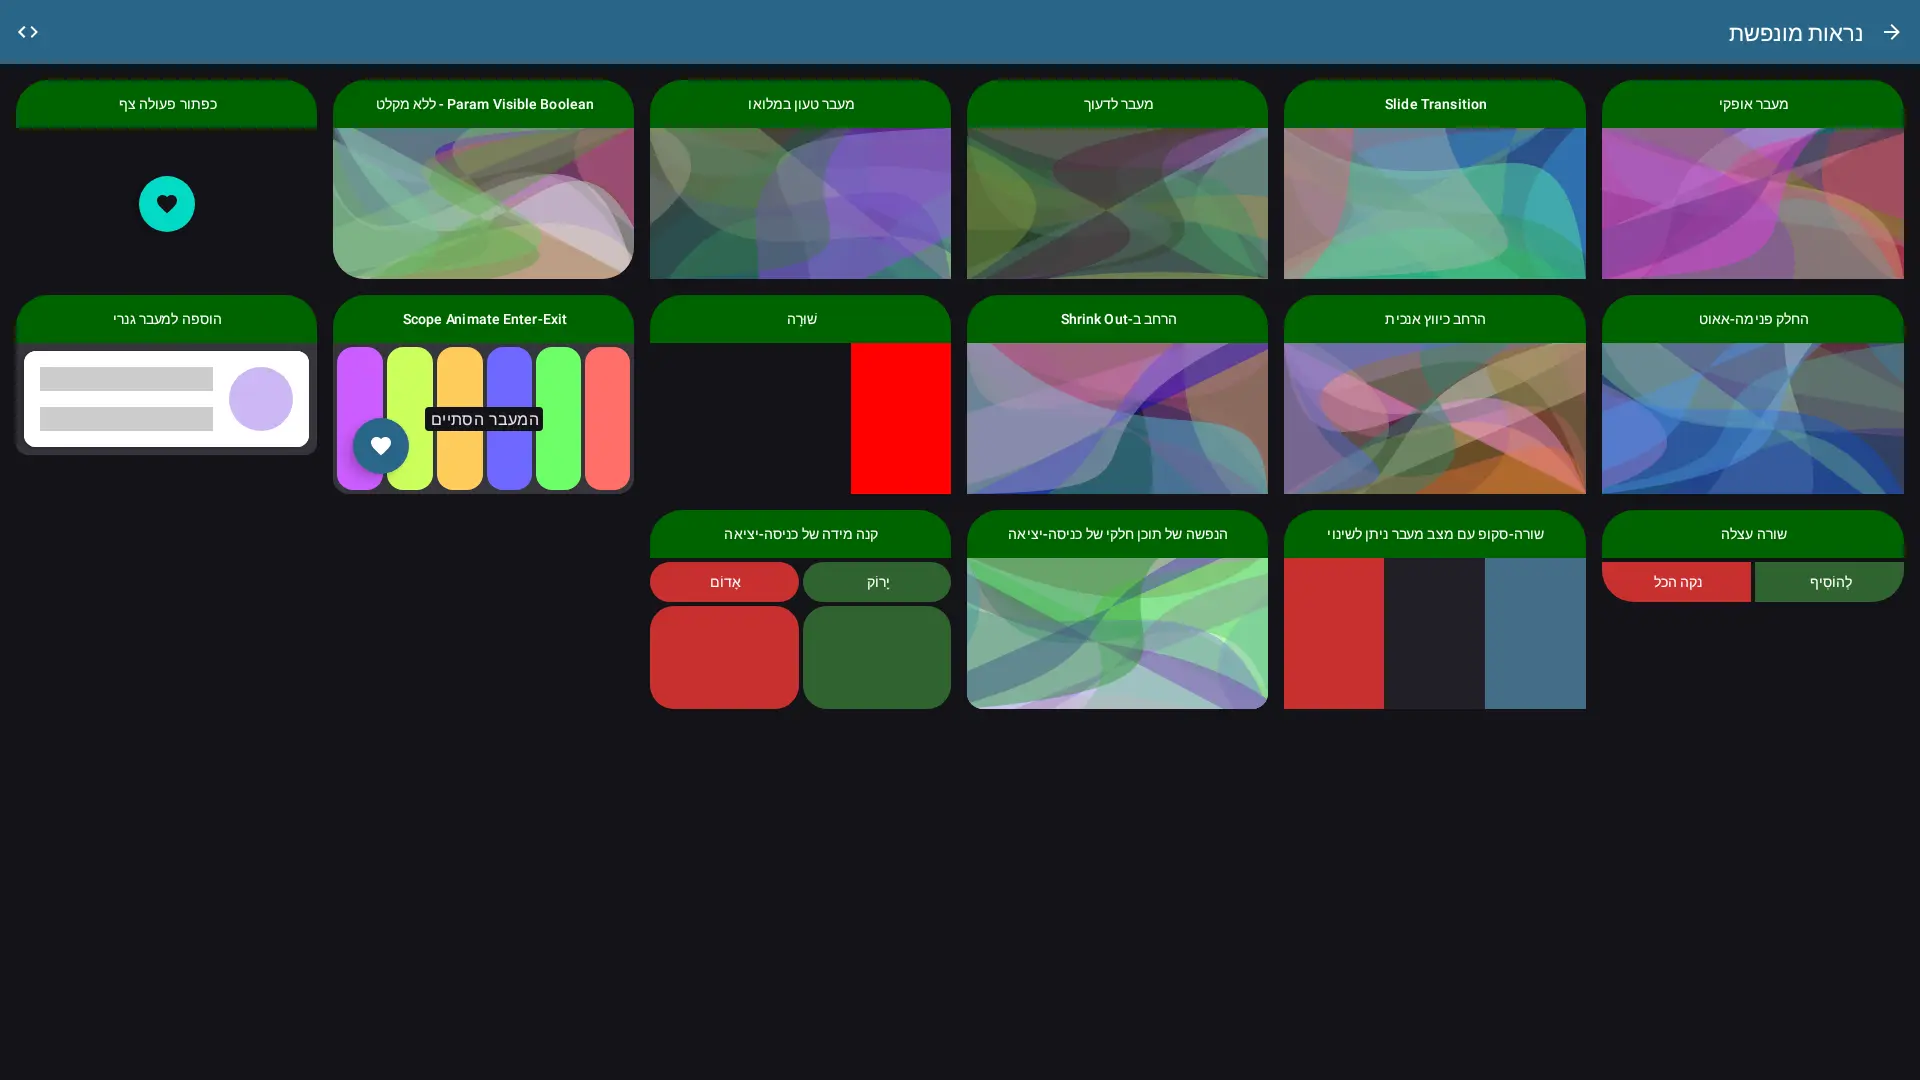 נראות מונפשת
מעבר אופקי
Slide Transition
מעבר לדעוך
מעבר טעון במלואו
Param Visible Boolean - ללא מקלט
כפתור פעולה צף
החלק פנימה-אאוט
הרחב כיווץ אנכית
הרחב ב-Shrink Out
שׁוּרָה
Scope Animate Enter-Exit
המעבר הסתיים
הוספה למעבר גנרי
שורה עצלה
לְהוֹסִיף
נקה הכל
שורה-סקופ עם מצב מעבר ניתן לשינוי
הנפשה של תוכן חלקי של כניסה-יציאה
קנה מידה של כניסה-יציאה
יָרוֹק
אָדוֹם